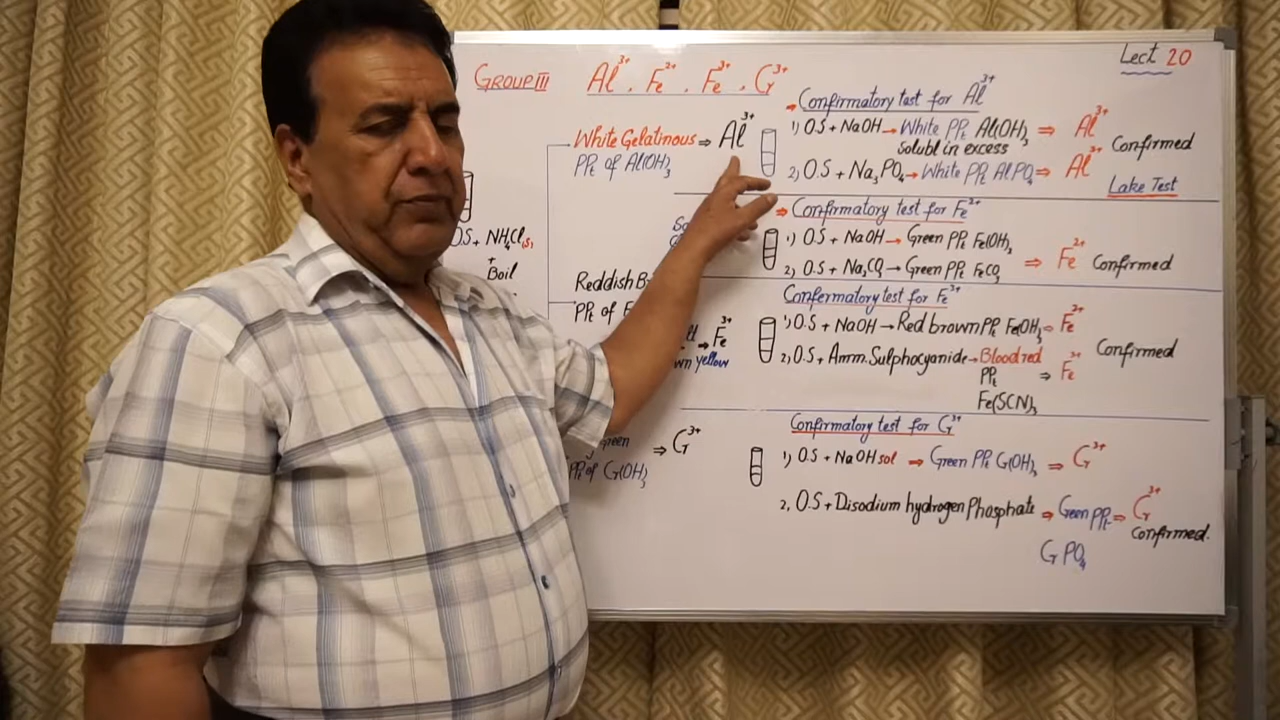 Lect 20
GROUP III Al³⁺, Fe²⁺, Fe³⁺, Cr³⁺
White Gelatinous ⇒ Al³⁺
PPt of Al(OH)₃
O.S + NH₄Cl(s)
+
Boil
Reddish
PPt of
→ Fe³⁺
yellow
green
PPt of Cr(OH)₃ ⇒ Cr³⁺
→ Confirmatory test for Al³⁺
1) O.S + NaOH → White PPt Al(OH)₃ ⇒ Al³⁺
Solubl in excess
Confirmed
2) O.S + Na₃PO₄ → White PPt AlPO₄ ⇒ Al³⁺
Lake Test
⇒ Confirmatory test for Fe²⁺
1) O.S + NaOH → Green PPt Fe(OH)₂
2) O.S + Na₂CO₃ → Green PPt FeCO₃ ⇒ Fe²⁺ Confirmed
Confermatory test for Fe³⁺
1) O.S + NaOH → Red brown PPt Fe(OH)₃ ⇒ Fe³⁺
2) O.S + Amm. Sulphocyanide → Blood red
PPt ⇒ Fe³⁺
Confirmed
Fe(SCN)₃
Confirmatory test for Cr³⁺
1) O.S + NaOH sol ⇒ Green PPt Cr(OH)₃ ⇒ Cr³⁺
2) O.S + Disodium hydrogen Phosphate ⇒ Green PPt ⇒ Cr³⁺
Confirmed.
Cr PO₄